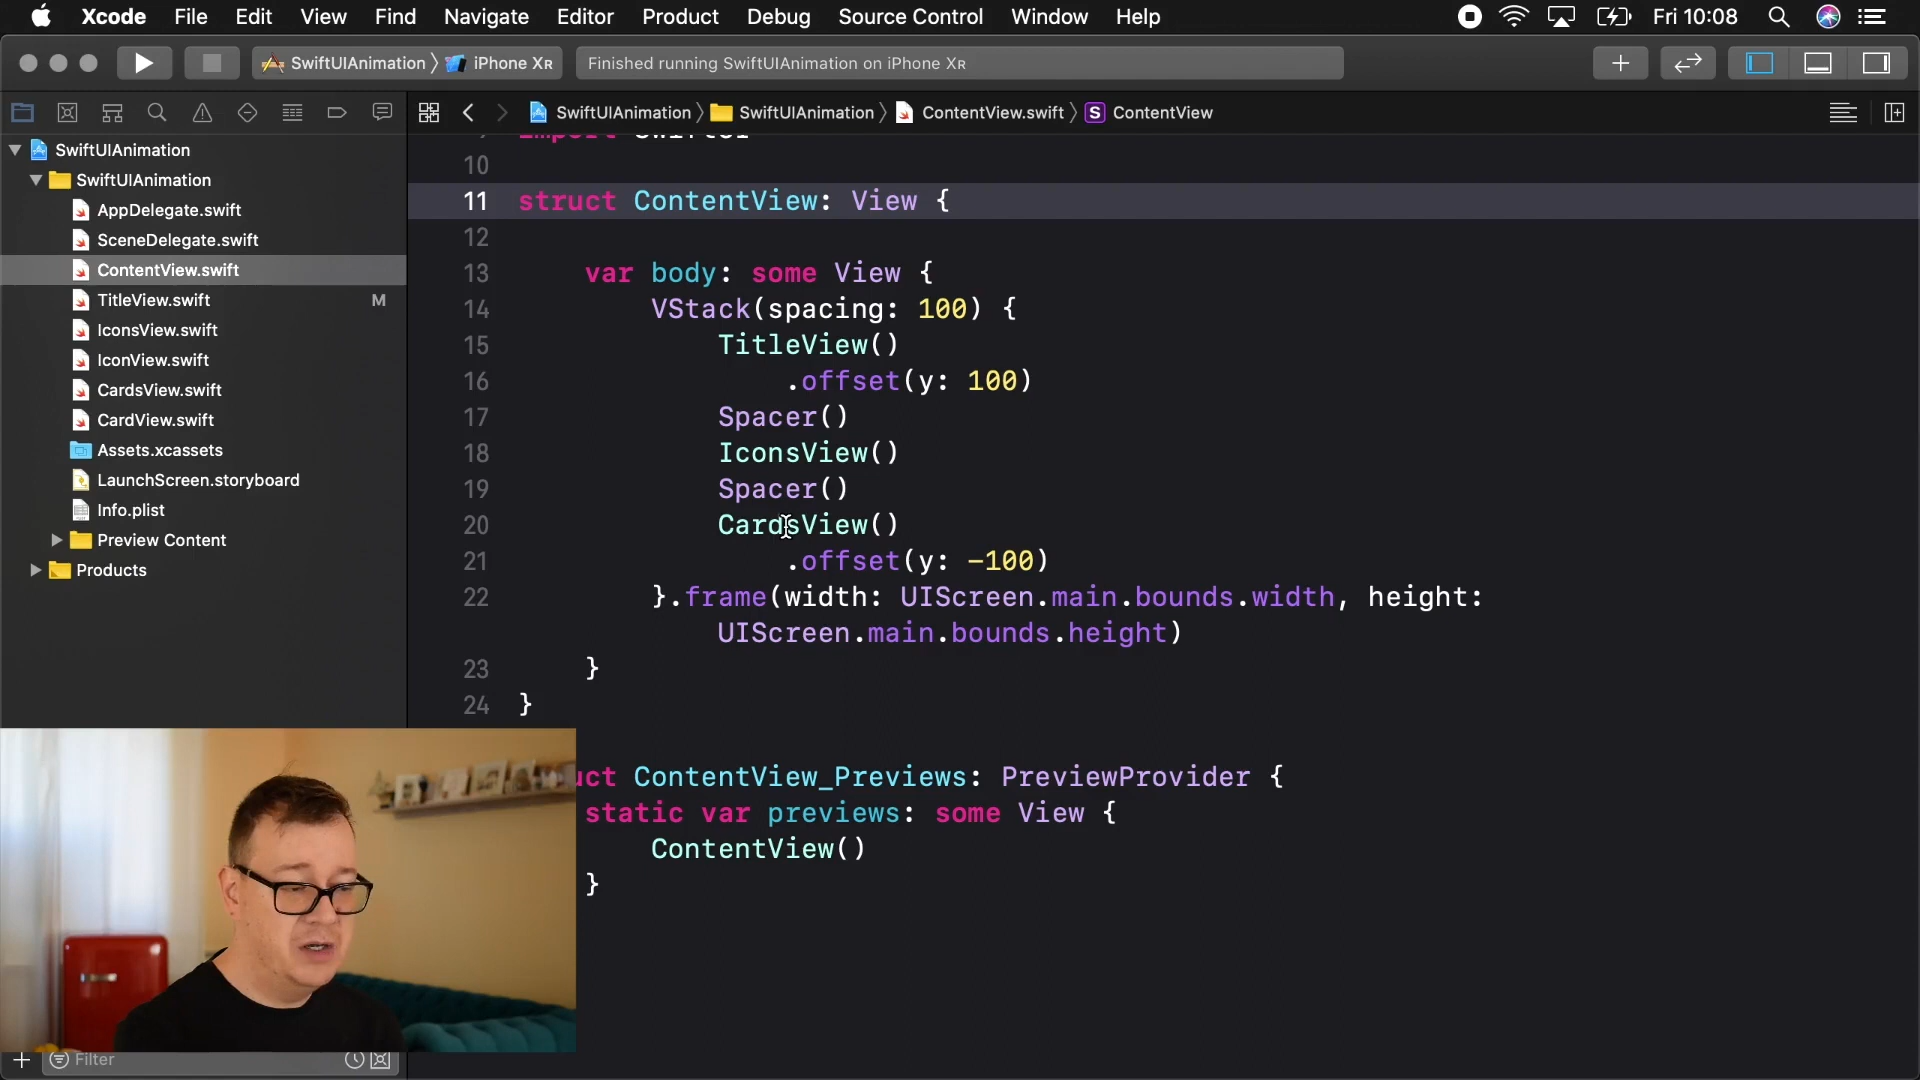 Xcode File Edit View Find Navigate Editor Product Debug Source Control Window Help Fri 10:08
SwiftUIAnimation 〉 iPhone Xʀ Finished running SwiftUIAnimation on iPhone Xʀ
SwiftUIAnimation 〉 SwiftUIAnimation 〉 ContentView.swift 〉 S ContentView
SwiftUIAnimation
SwiftUIAnimation
AppDelegate.swift
SceneDelegate.swift
ContentView.swift
TitleView.swift M
IconsView.swift
IconView.swift
CardsView.swift
CardView.swift
Assets.xcassets
LaunchScreen.storyboard
Info.plist
Preview Content
Products
Filter
10
11 struct ContentView: View {
12
13 var body: some View {
14 VStack(spacing: 100) {
15 TitleView()
16 .offset(y: 100)
17 Spacer()
18 IconsView()
19 Spacer()
20 CardsView()
21 .offset(y: -100)
22 }.frame(width: UIScreen.main.bounds.width, height:
UIScreen.main.bounds.height)
23 }
24 }
uct ContentView_Previews: PreviewProvider {
static var previews: some View {
ContentView()
}